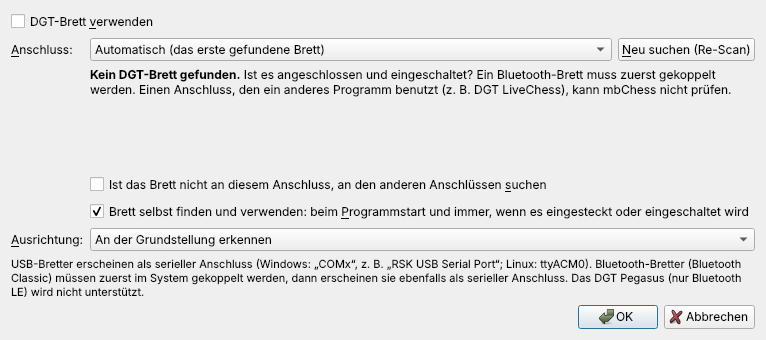 DGT-Brett verwenden
Anschluss: Automatisch (das erste gefundene Brett) Neu suchen (Re-Scan)
Kein DGT-Brett gefunden. Ist es angeschlossen und eingeschaltet? Ein Bluetooth-Brett muss zuerst gekoppelt
werden. Einen Anschluss, den ein anderes Programm benutzt (z. B. DGT LiveChess), kann mbChess nicht prüfen.
Ist das Brett nicht an diesem Anschluss, an den anderen Anschlüssen suchen
Brett selbst finden und verwenden: beim Programmstart und immer, wenn es eingesteckt oder eingeschaltet wird
Ausrichtung: An der Grundstellung erkennen
USB-Bretter erscheinen als serieller Anschluss (Windows: „COMx“, z. B. „RSK USB Serial Port“; Linux: ttyACM0). Bluetooth-Bretter (Bluetooth
Classic) müssen zuerst im System gekoppelt werden, dann erscheinen sie ebenfalls als serieller Anschluss. Das DGT Pegasus (nur Bluetooth
LE) wird nicht unterstützt.
OK Abbrechen